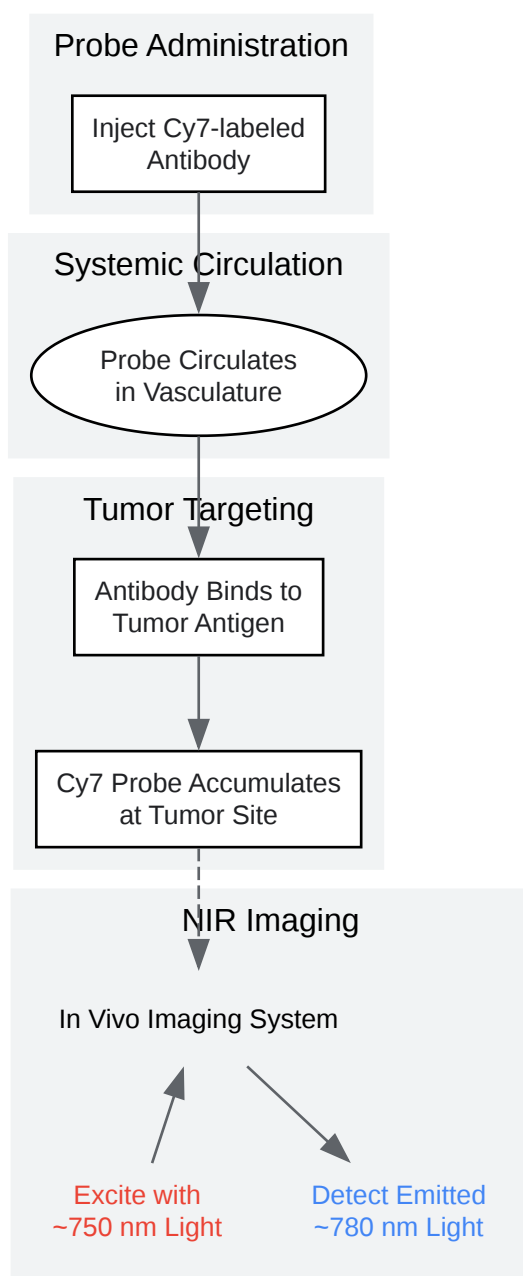 Probe Administration
Inject Cy7-labeled
Antibody
Systemic Circulation
Probe Circulates
in Vasculature
Tumor Targeting
Antibody Binds to
Tumor Antigen
Cy7 Probe Accumulates
at Tumor Site
NIR Imaging
In Vivo Imaging System
Excite with
~750 nm Light
Detect Emitted
~780 nm Light